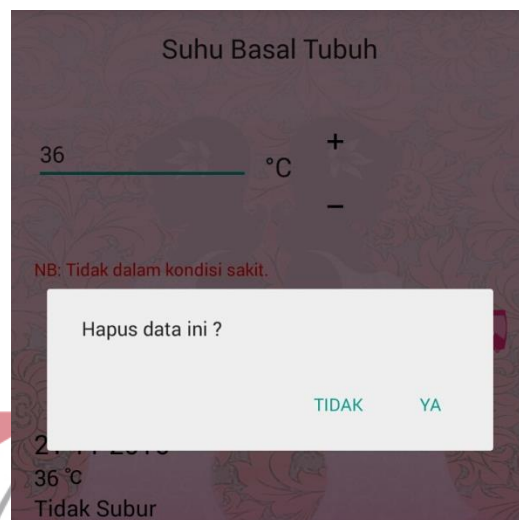 Suhu Basal Tubuh
36
°C
+
−
NB: Tidak dalam kondisi sakit.
Hapus data ini ?
TIDAK YA
36 °C
Tidak Subur